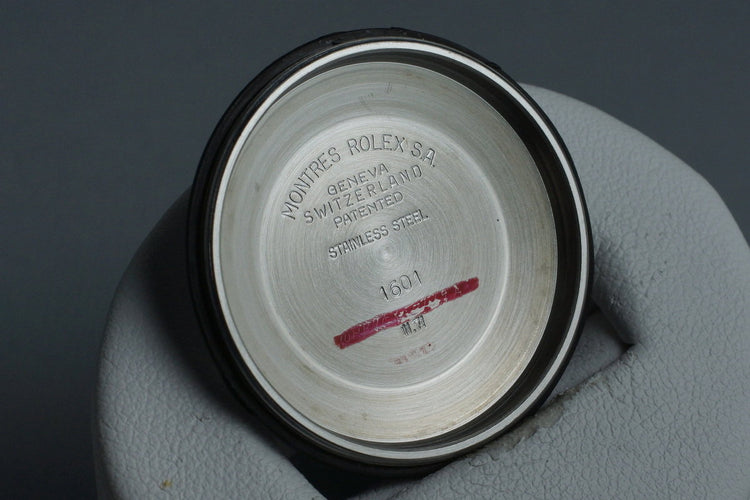 MONTRES ROLEX S.A.
GENEVA
SWITZERLAND
PATENTED
STAINLESS STEEL
1601